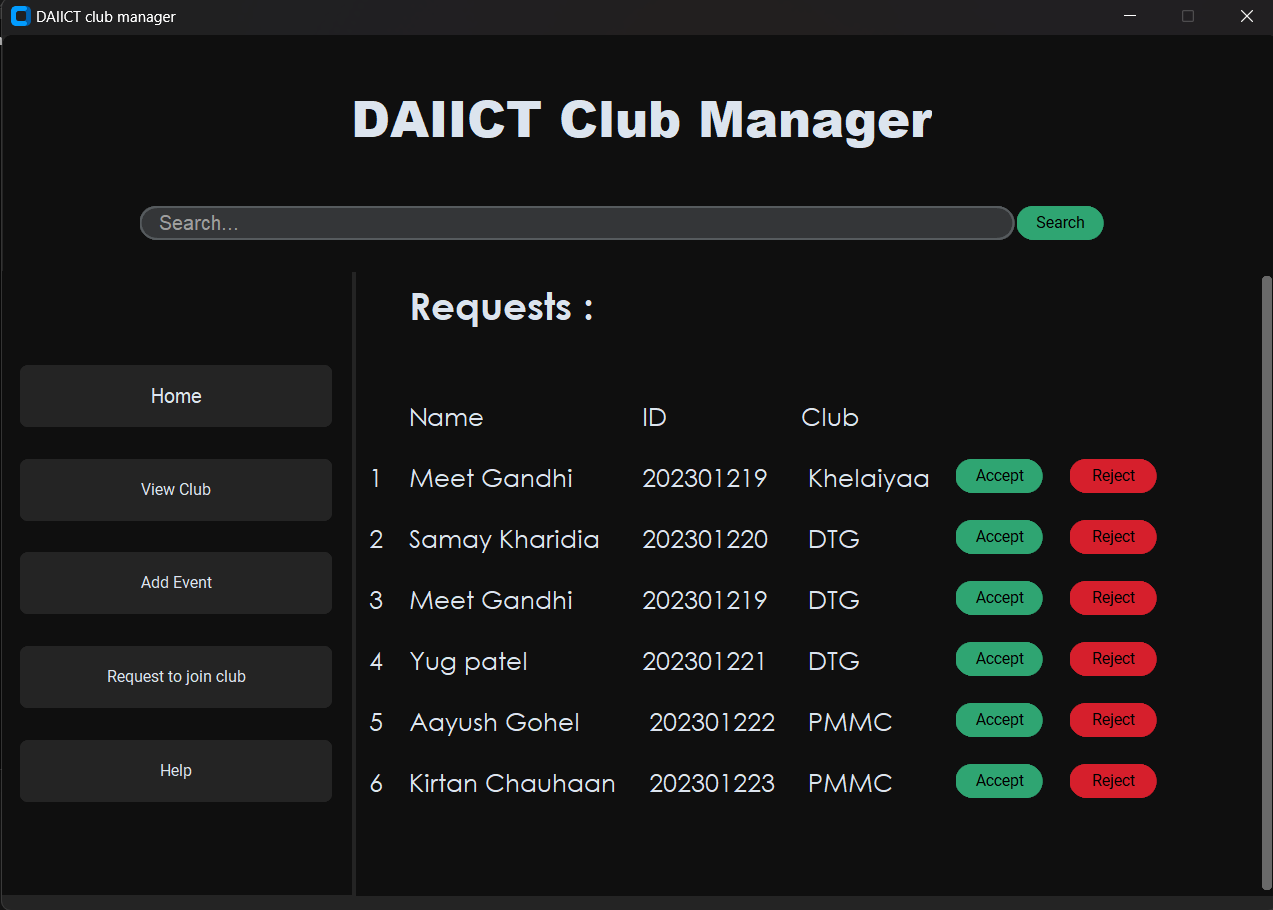 DAIICT club manager
DAIICT Club Manager
Search...
Search
Home
View Club
Add Event
Request to join club
Help
Requests :
Name ID Club
1 Meet Gandhi 202301219 Khelaiyaa Accept Reject
2 Samay Kharidia 202301220 DTG Accept Reject
3 Meet Gandhi 202301219 DTG Accept Reject
4 Yug patel 202301221 DTG Accept Reject
5 Aayush Gohel 202301222 PMMC Accept Reject
6 Kirtan Chauhaan 202301223 PMMC Accept Reject